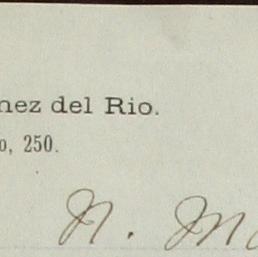 nez del Rio.
o, 250.
N. M